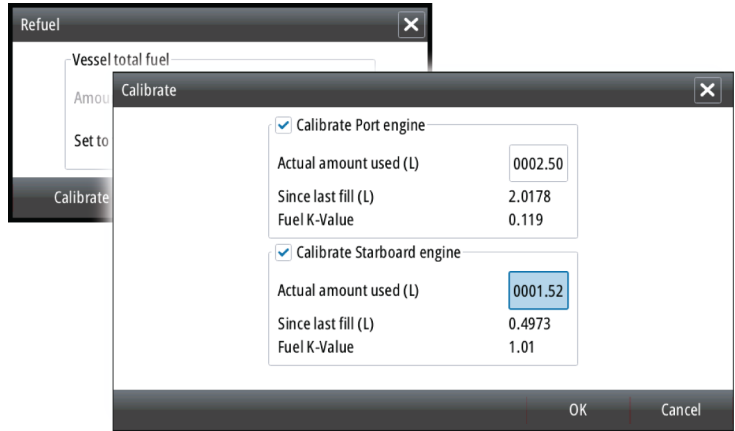 Refuel
Vessel total fuel
Set to
Calibrate
Calibrate
Calibrate Port engine
Actual amount used (L) 0002.50
Since last fill (L) 2.0178
Fuel K-Value 0.119
Calibrate Starboard engine
Actual amount used (L) 0001.52
Since last fill (L) 0.4973
Fuel K-Value 1.01
OK Cancel